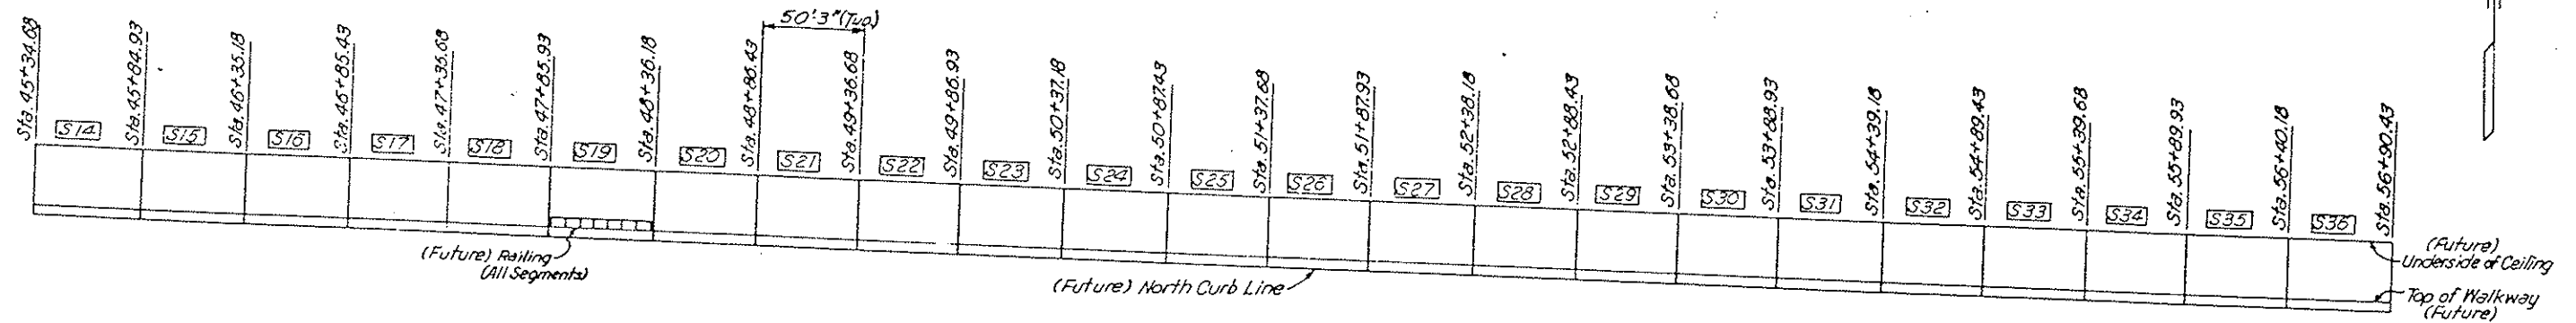 50'-3" (Typ)
Sta. 45+34.68
Sta. 45+84.93
Sta. 46+35.18
Sta. 46+85.43
Sta. 47+35.68
Sta. 47+85.93
Sta. 48+36.18
Sta. 48+86.43
Sta. 49+36.68
Sta. 49+86.93
Sta. 50+37.18
Sta. 50+87.43
Sta. 51+37.68
Sta. 51+87.93
Sta. 52+38.18
Sta. 52+88.43
Sta. 53+38.68
Sta. 53+88.93
Sta. 54+39.18
Sta. 54+89.43
Sta. 55+39.68
Sta. 55+89.93
Sta. 56+40.18
Sta. 56+90.43
S14
S15
S16
S17
S18
S19
S20
S21
S22
S23
S24
S25
S26
S27
S28
S29
S30
S31
S32
S33
S34
S35
S36
(Future) Railing
(All Segments)
(Future) North Curb Line
(Future)
Underside of Ceiling
Top of Walkway
(Future)